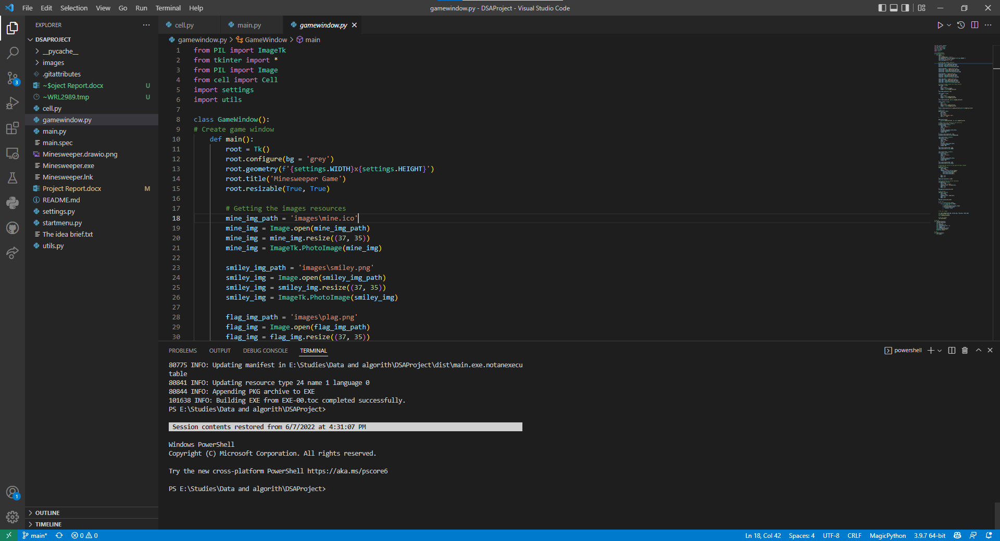 File Edit Selection View Go Run Terminal Help
gamewindow.py - DSAProject - Visual Studio Code
EXPLORER
DSAPROJECT
__pycache__
images
.gitattributes
~$oject Report.docx U
~WRL2989.tmp U
cell.py
gamewindow.py
main.py
main.spec
Minesweeper.drawio.png
Minesweeper.exe
Minesweeper.lnk
Project Report.docx M
README.md
settings.py
startmenu.py
The idea brief.txt
utils.py
OUTLINE
TIMELINE
3
1
cell.py main.py gamewindow.py
gamewindow.py > GameWindow > main
1 from PIL import ImageTk
2 from tkinter import *
3 from PIL import Image
4 from cell import Cell
5 import settings
6 import utils
7
8 class GameWindow():
9 # Create game window
10     def main():
11         root = Tk()
12         root.configure(bg = 'grey')
13         root.geometry(f'{settings.WIDTH}x{settings.HEIGHT}')
14         root.title('Minesweeper Game')
15         root.resizable(True, True)
16
17         # Getting the images resources
18         mine_img_path = 'images\mine.ico'
19         mine_img = Image.open(mine_img_path)
20         mine_img = mine_img.resize((37, 35))
21         mine_img = ImageTk.PhotoImage(mine_img)
22
23         smiley_img_path = 'images\smiley.png'
24         smiley_img = Image.open(smiley_img_path)
25         smiley_img = smiley_img.resize((37, 35))
26         smiley_img = ImageTk.PhotoImage(smiley_img)
27
28         flag_img_path = 'images\plag.png'
29         flag_img = Image.open(flag_img_path)
30         flag_img = flag_img.resize((37, 35))
PROBLEMS OUTPUT DEBUG CONSOLE TERMINAL
powershell
80775 INFO: Updating manifest in E:\Studies\Data and algorith\DSAProject\dist\main.exe.notanexecu
table
80841 INFO: Updating resource type 24 name 1 language 0
80844 INFO: Appending PKG archive to EXE
101638 INFO: Building EXE from EXE-00.toc completed successfully.
PS E:\Studies\Data and algorith\DSAProject>
Session contents restored from 6/7/2022 at 4:31:07 PM
Windows PowerShell
Copyright (C) Microsoft Corporation. All rights reserved.
Try the new cross-platform PowerShell https://aka.ms/pscore6
PS E:\Studies\Data and algorith\DSAProject>
main* 0 0
Ln 18, Col 42 Spaces: 4 UTF-8 CRLF MagicPython 3.9.7 64-bit